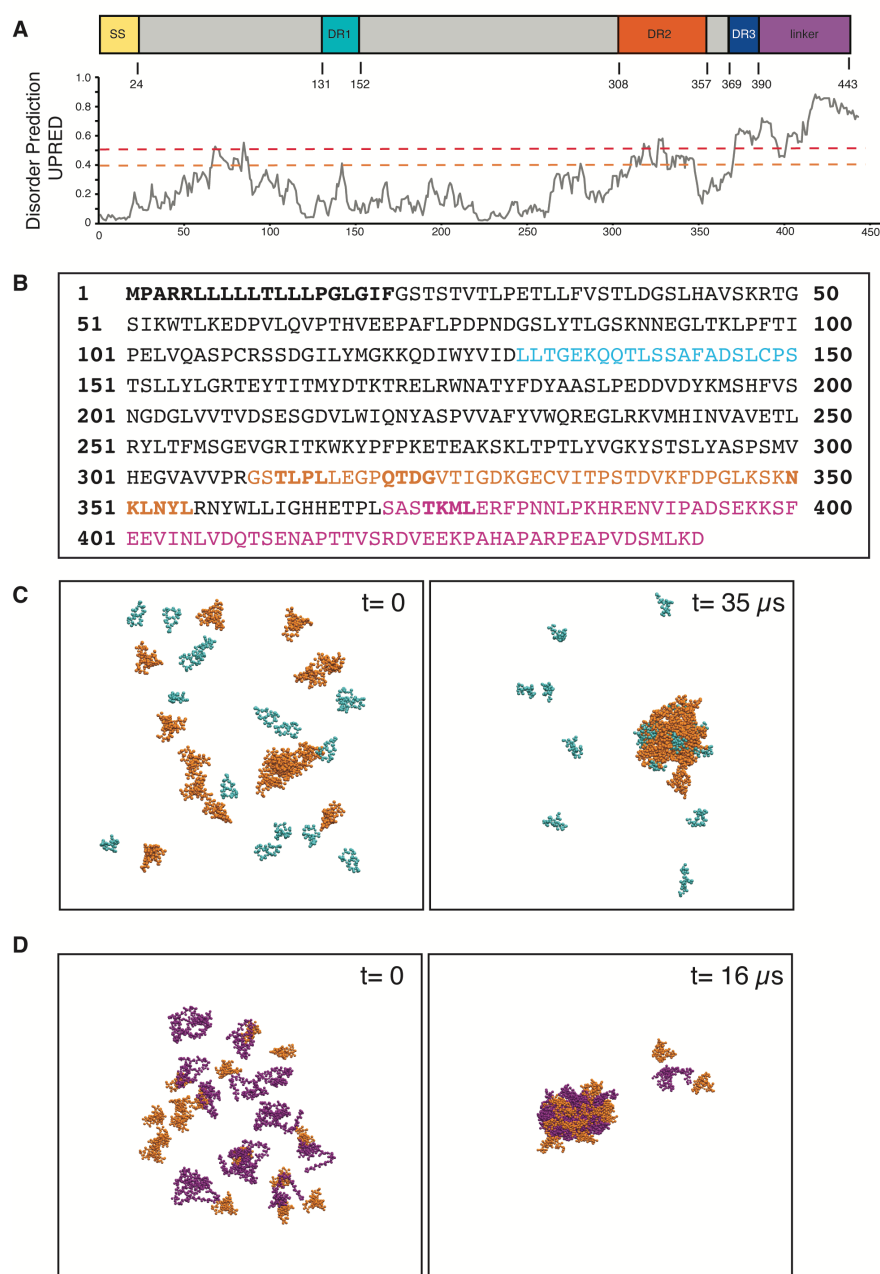 A
SS
DR1
DR2
DR3
linker
24
131
152
308
357
369
390
443
Disorder Prediction
UPRED
1.0
0.8
0.6
0.4
0.2
0
0
50
100
150
200
250
300
350
400
450
B
1 MPARRLLLLLTLLLPGLGIFGSTSTVTLPETLLFVSTLDGSLHAVSKRTG 50
51 SIKWTLKEDPVLQVPTHVEEPAFLPDPNDGSLYTLGSKNNEGLTKLPFTI 100
101 PELVQASPCRSSDGILYMGKKQDIWYVIDLLTGEKQQTLSSAFADSLCPS 150
151 TSLLYLGRTEYTITMYDTKTRELRWNATYFDYAASLPEDDVDYKMSHFVS 200
201 NGDGLVVTVDSESGDVLWIQNYASPVVAFYVWQREGLRKVMHINVAVETL 250
251 RYLTFMSGEVGRITKWKYPFPKETEAKSKLTPTLYVGKYSTSLYASPSMV 300
301 HEGVAVVPRGSTLPLLEGPQTDGVTIGDKGECVITPSTDVKFDPGLKSKN 350
351 KLNYLRNYWLLIGHHETPLSASTKMLERFPNNLPKHRENVIPADSEKKSF 400
401 EEVINLVDQTSENAPTTVSRDVEEKPAHAPARPEAPVDSMLKD
C
t= 0
t= 35 µs
D
t= 0
t= 16 µs